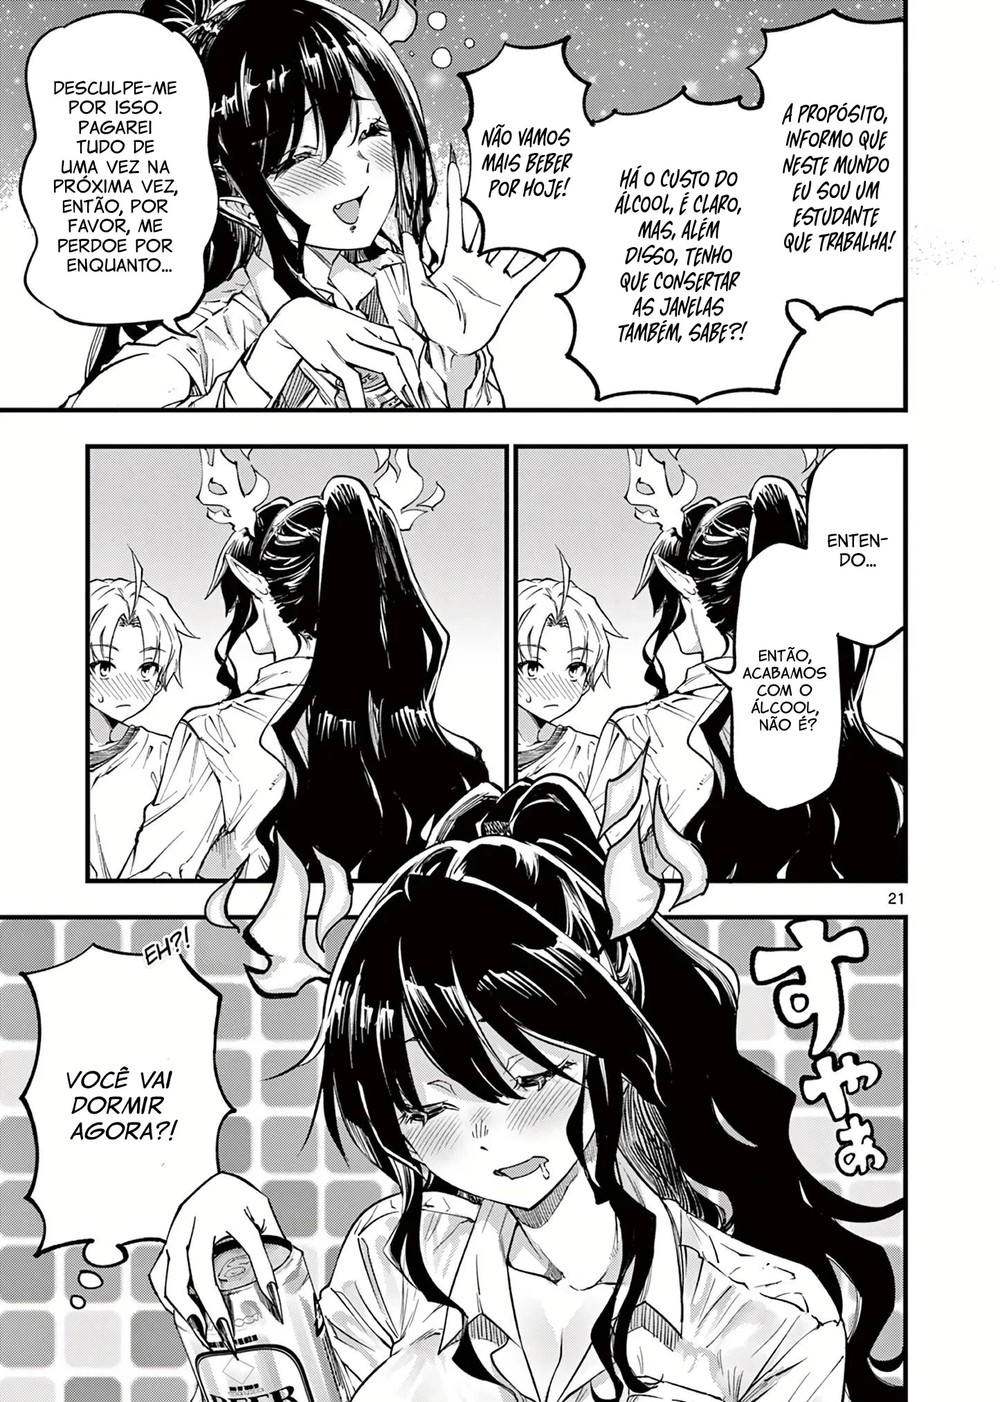 A PROPÓSITO,
INFORMO QUE
NESTE MUNDO
EU SOU UM
ESTUDANTE
QUE TRABALHA!
HÁ O CUSTO DO
ÁLCOOL, É CLARO,
MAS, ALÉM
DISSO, TENHO
QUE CONSERTAR
AS JANELAS
TAMBÉM, SABE?!
NÃO VAMOS
MAIS BEBER
POR HOJE!
DESCULPE-ME
POR ISSO.
PAGAREI
TUDO DE
UMA VEZ NA
PRÓXIMA VEZ,
ENTÃO, POR
FAVOR, ME
PERDOE POR
ENQUANTO...
ENTEN-
DO...
ENTÃO,
ACABAMOS
COM O
ÁLCOOL,
NÃO É?
21
すやぁ
EH?!
VOCÊ VAI
DORMIR
AGORA?!
BEER